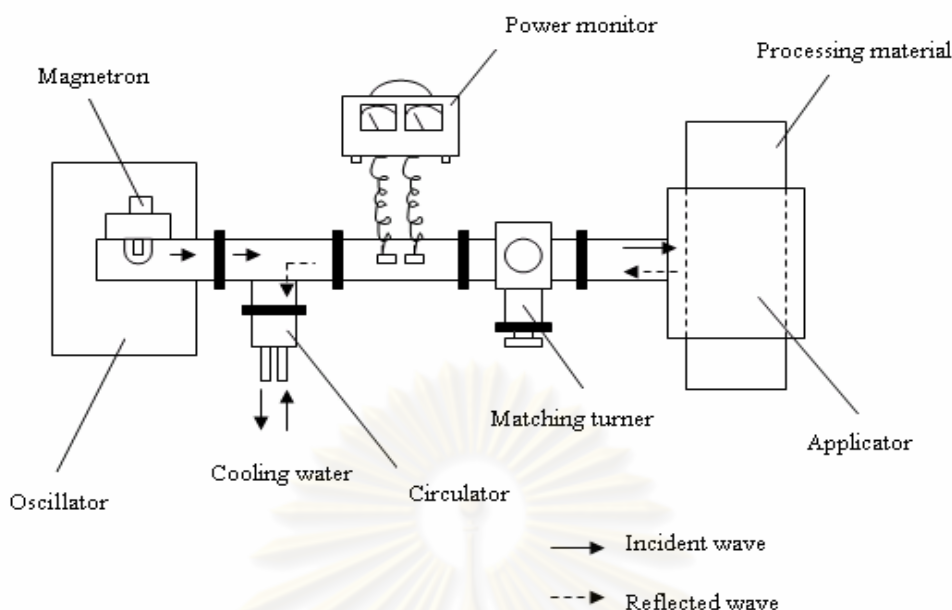 Power monitor
Processing material
Magnetron
Matching turner
Applicator
Cooling water
Circulator
Oscillator
Incident wave
Reflected wave